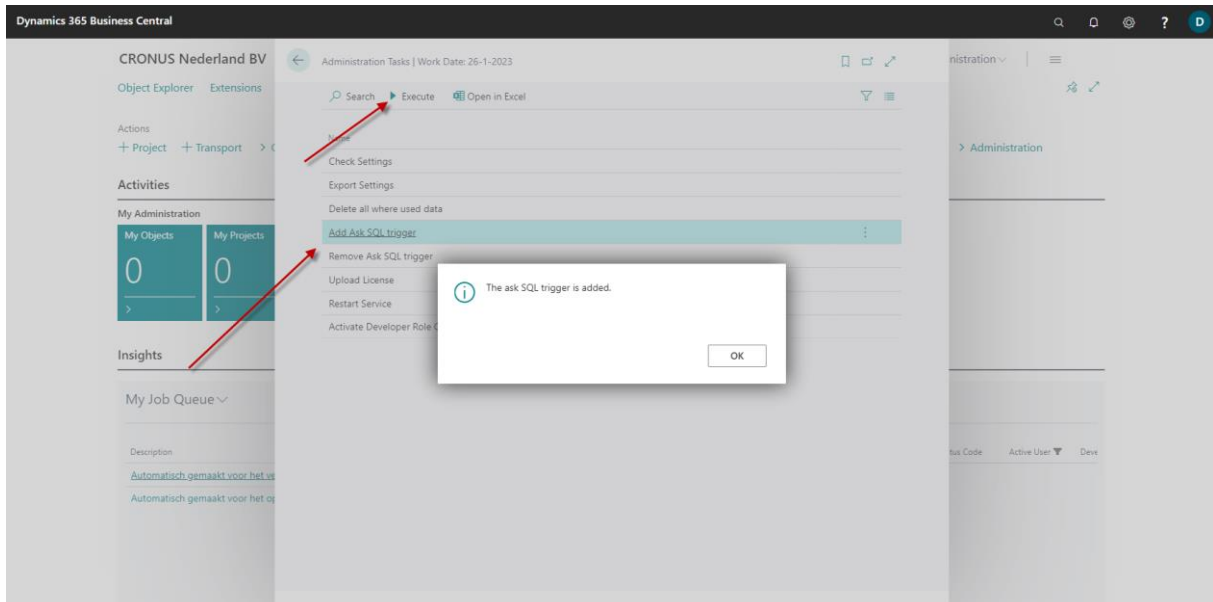 Dynamics 365 Business Central
?
D
CRONUS Nederland BV
Object Explorer Extensions
Actions
+ Project + Transport >
Activities
My Administration
My Objects
0
>
My Projects
0
>
Insights
My Job Queue
Description
Automatisch gemaakt voor het
Automatisch gemaakt voor het
Administration Tasks | Work Date: 26-1-2023
Search Execute Open in Excel
Name
Check Settings
Export Settings
Delete all where used data
Add Ask SQL trigger
Remove Ask SQL trigger
Upload License
Restart Service
Activate Developer Role
The ask SQL trigger is added.
OK
> Administration
Code Active User